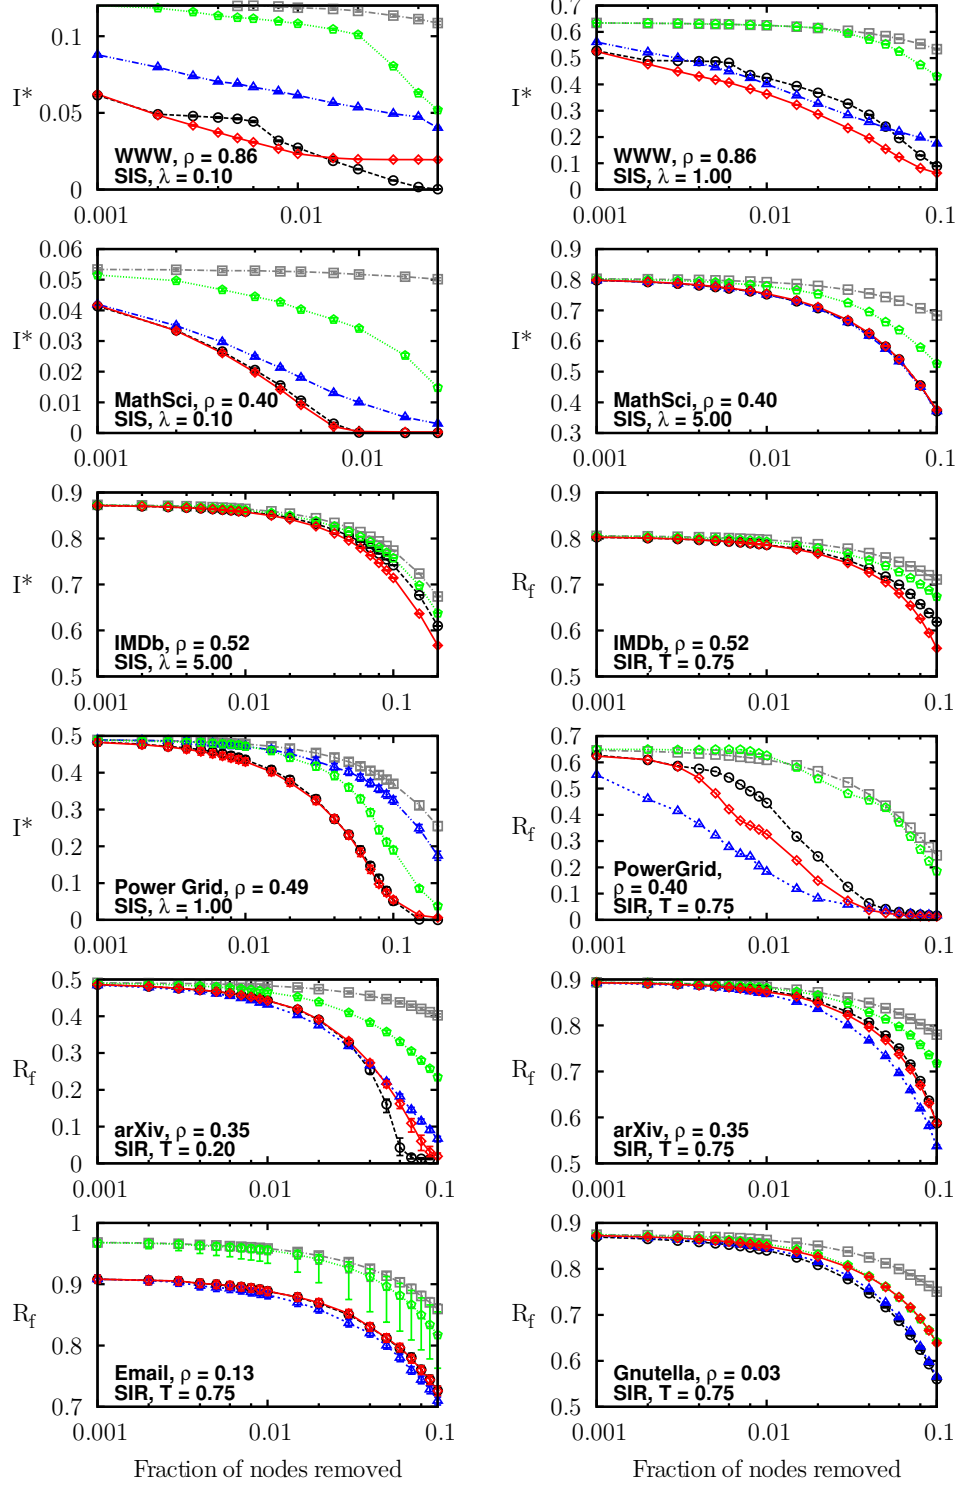 0.1
0.05
0
I*
WWW, ρ = 0.86
SIS, λ = 0.10
0.001
0.01
0.7
0.6
0.5
0.4
0.3
0.2
0.1
0
I*
WWW, ρ = 0.86
SIS, λ = 1.00
0.001
0.01
0.1
0.06
0.05
0.04
0.03
0.02
0.01
0
I*
MathSci, ρ = 0.40
SIS, λ = 0.10
0.001
0.01
0.9
0.8
0.7
0.6
0.5
0.4
0.3
I*
MathSci, ρ = 0.40
SIS, λ = 5.00
0.001
0.01
0.1
0.9
0.8
0.7
0.6
0.5
I*
IMDb, ρ = 0.52
SIS, λ = 5.00
0.001
0.01
0.1
0.9
0.8
0.7
0.6
0.5
R_f
IMDb, ρ = 0.52
SIR, T = 0.75
0.001
0.01
0.1
0.5
0.4
0.3
0.2
0.1
0
I*
Power Grid, ρ = 0.49
SIS, λ = 1.00
0.001
0.01
0.1
0.7
0.6
0.5
0.4
0.3
0.2
0.1
0
R_f
PowerGrid,
ρ = 0.40
SIR, T = 0.75
0.001
0.01
0.1
0.5
0.4
0.3
0.2
0.1
0
R_f
arXiv, ρ = 0.35
SIR, T = 0.20
0.001
0.01
0.1
0.9
0.8
0.7
0.6
0.5
R_f
arXiv, ρ = 0.35
SIR, T = 0.75
0.001
0.01
0.1
1
0.9
0.8
0.7
R_f
Email, ρ = 0.13
SIR, T = 0.75
0.001
0.01
0.1
Fraction of nodes removed
0.9
0.8
0.7
0.6
0.5
R_f
Gnutella, ρ = 0.03
SIR, T = 0.75
0.001
0.01
0.1
Fraction of nodes removed